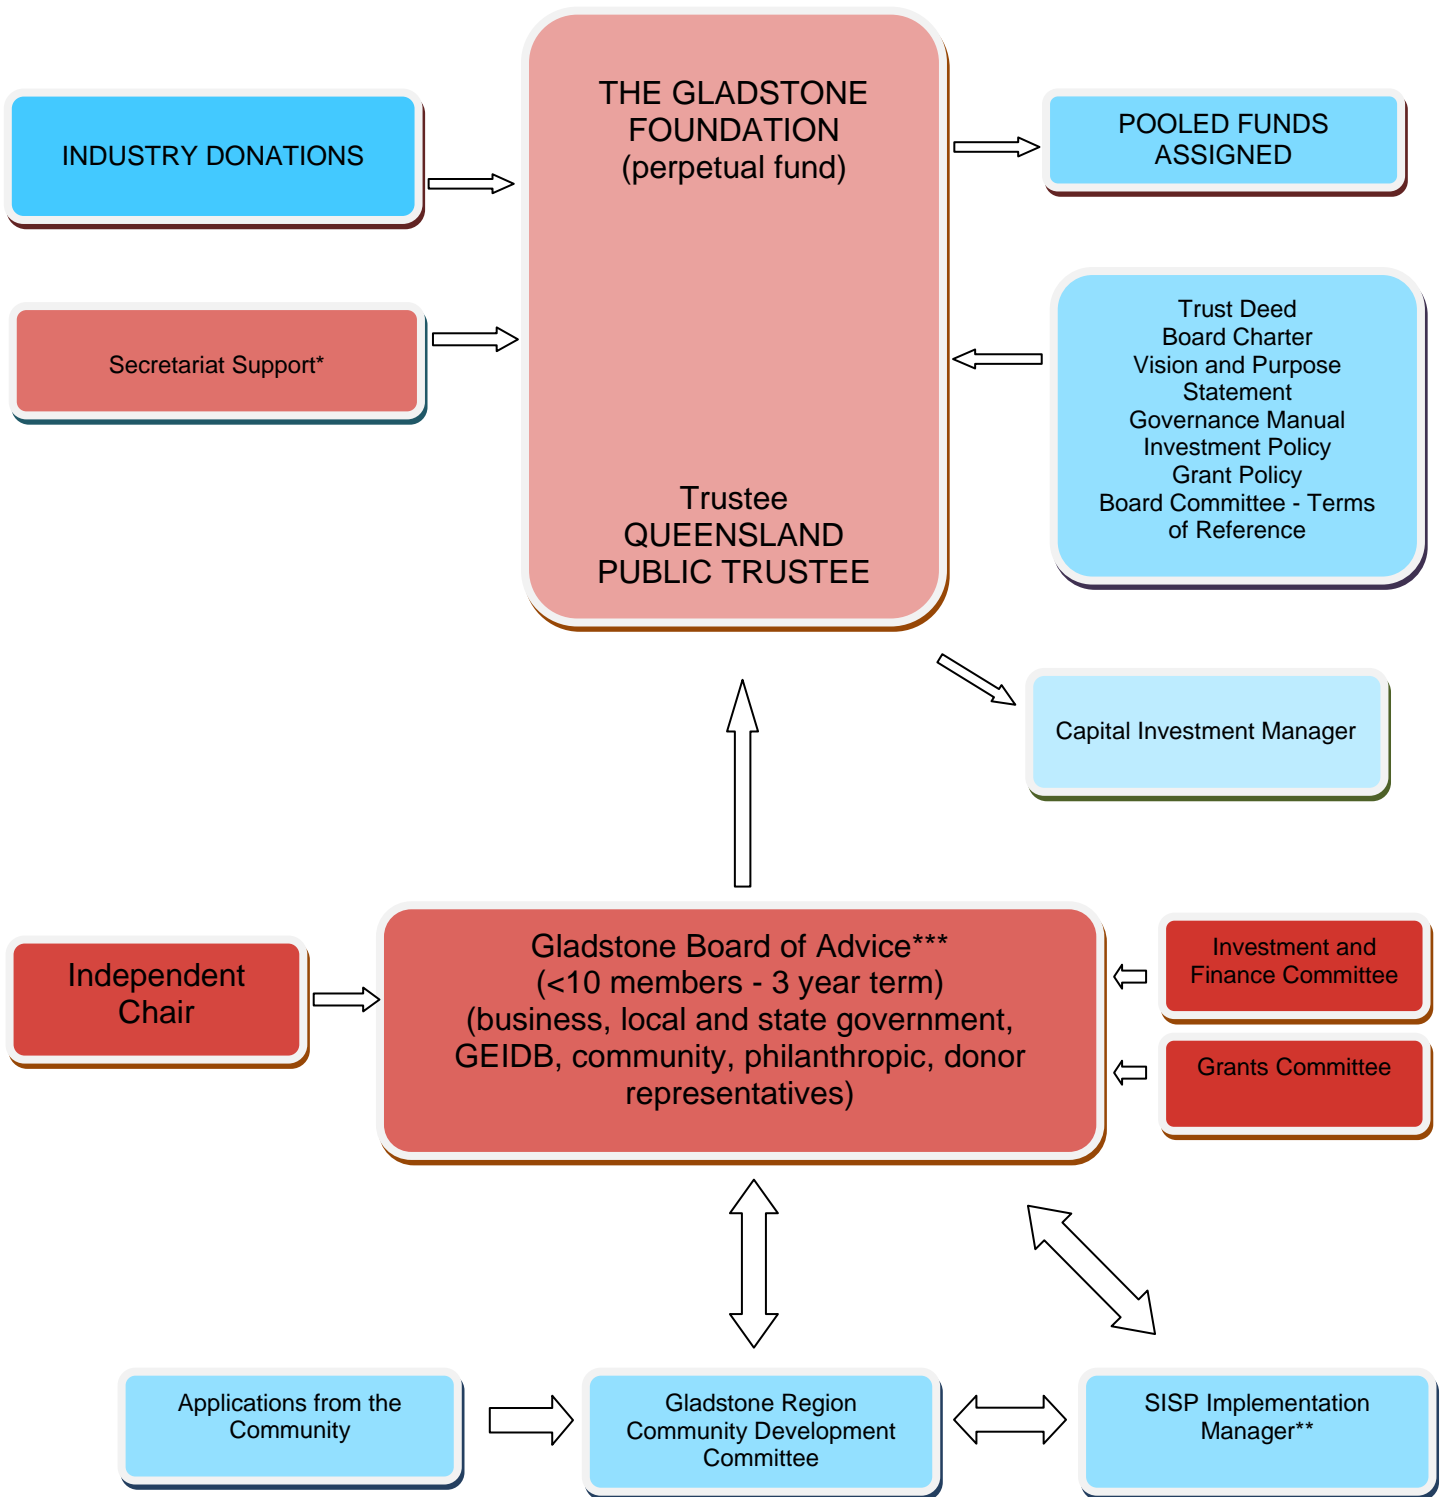 THE GLADSTONE
FOUNDATION
(perpetual fund)
INDUSTRY DONATIONS
POOLED FUNDS
ASSIGNED
Secretariat Support*
Trust Deed
Board Charter
Vision and Purpose
Statement
Governance Manual
Investment Policy
Grant Policy
Board Committee - Terms
of Reference
Trustee
QUEENSLAND
PUBLIC TRUSTEE
Capital Investment Manager
Independent
Chair
Gladstone Board of Advice***
(<10 members - 3 year term)
(business, local and state government,
GEIDB, community, philanthropic, donor
representatives)
Investment and
Finance Committee
Grants Committee
Applications from the
Community
Gladstone Region
Community Development
Committee
SISP Implementation
Manager**